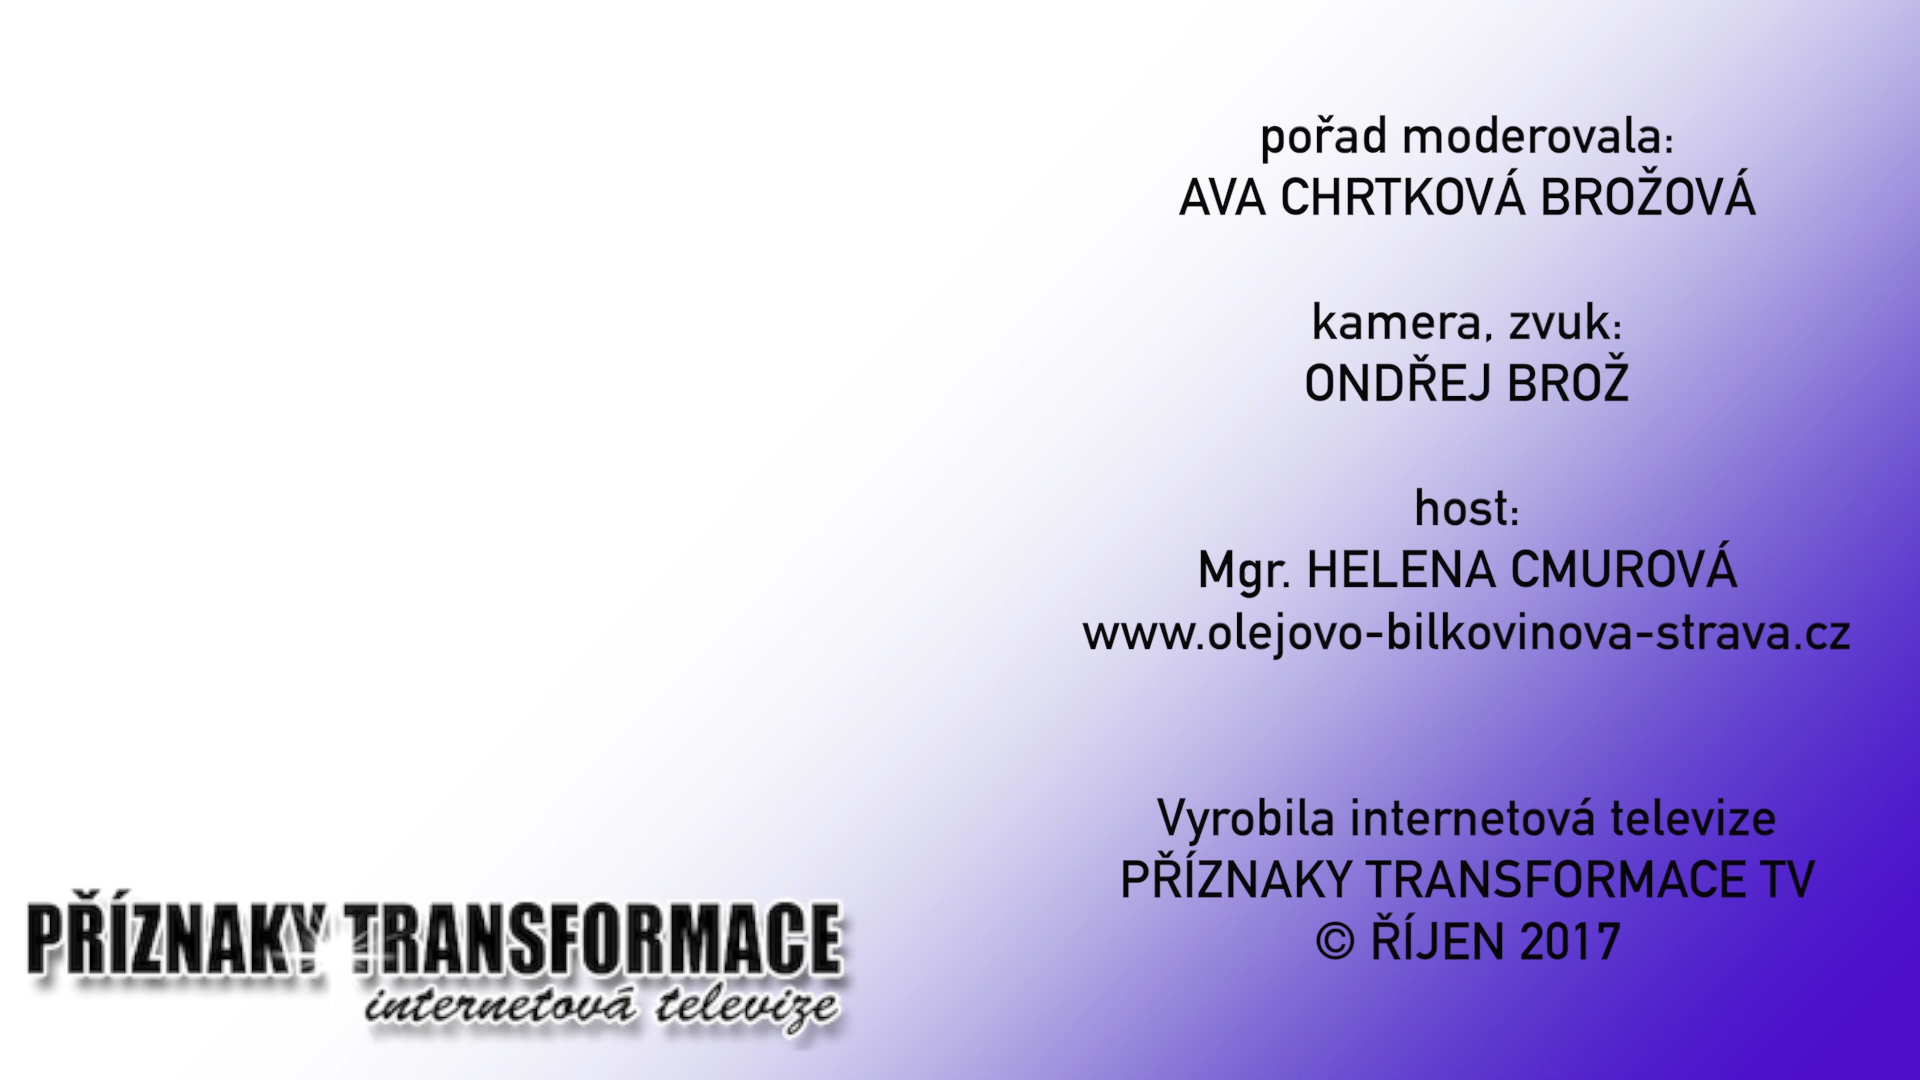 pořad moderovala:
AVA CHRTKOVÁ BROŽOVÁ
kamera, zvuk:
ONDŘEJ BROŽ
host:
Mgr. HELENA CMUROVÁ
www.olejovo-bilkovinova-strava.cz
Vyrobila internetová televize
PŘÍZNAKY TRANSFORMACE TV
© ŘÍJEN 2017
PŘÍZNAKY TRANSFORMACE
internetová televize